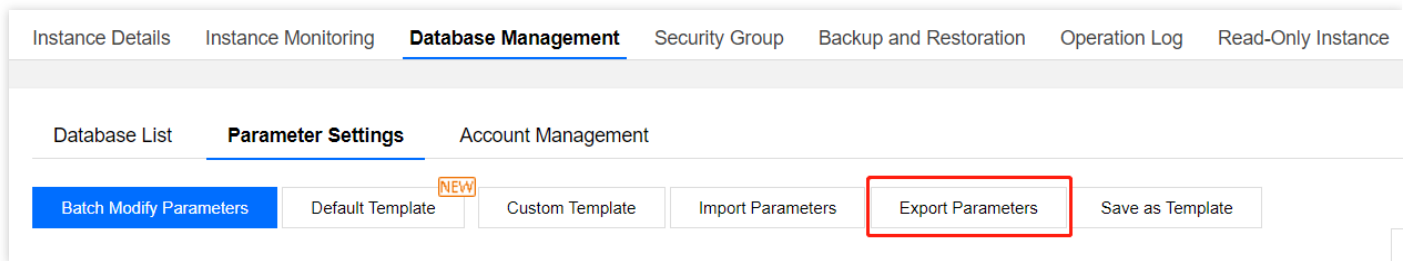 Instance Details Instance Monitoring Database Management Security Group Backup and Restoration Operation Log Read-Only Instance
Database List Parameter Settings Account Management
NEW
Batch Modify Parameters Default Template Custom Template Import Parameters Export Parameters Save as Template